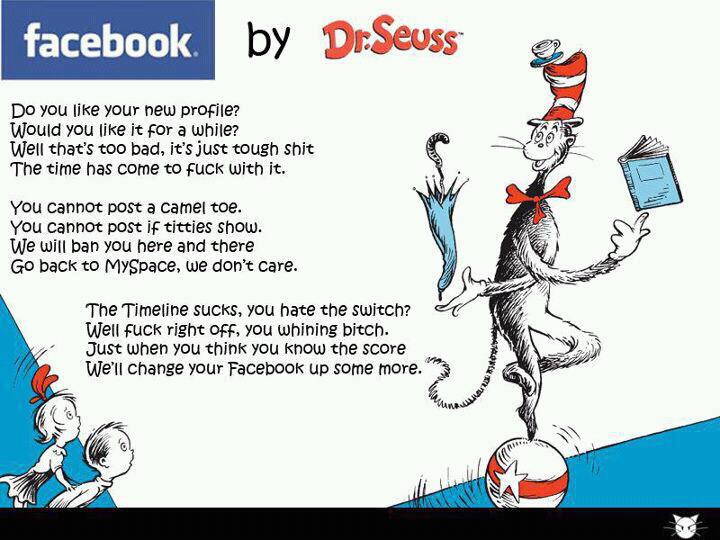 facebook.
by
Dr. Seuss™
Do you like your new profile?
Would you like it for a while?
Well that's too bad, it's just tough shit
The time has come to fuck with it.
You cannot post a camel toe.
You cannot post if titties show.
We will ban you here and there
Go back to MySpace, we don't care.
The Timeline sucks, you hate the switch?
Well fuck right off, you whining bitch.
Just when you think you know the score
We'll change your Facebook up some more.